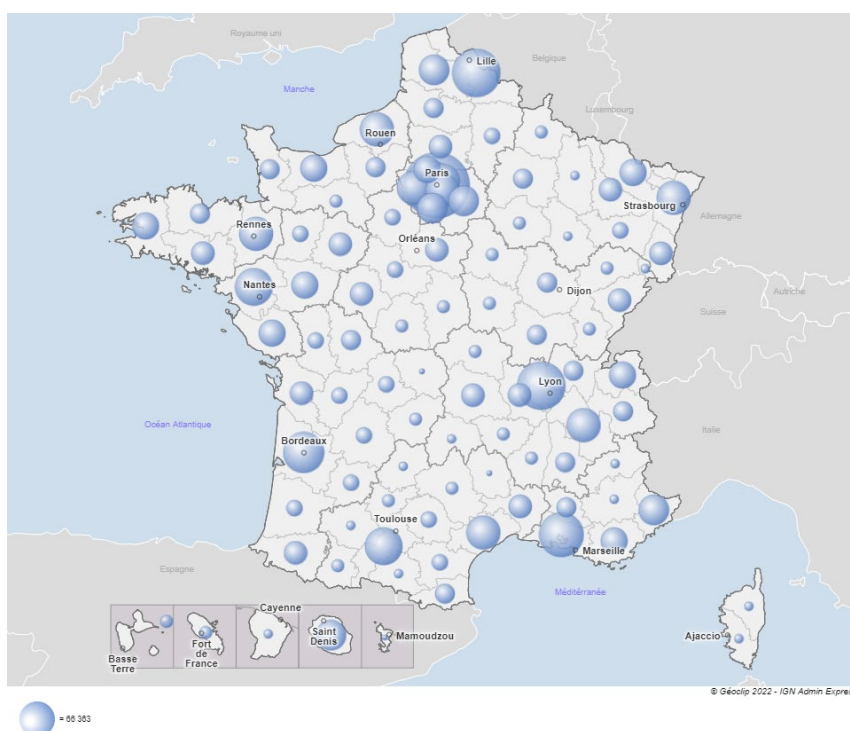 Royaume uni
Belgique
Lille
Manche
Luxembourg
Rouen
Paris
Strasbourg
Allemagne
Rennes
Orléans
Nantes
Dijon
Autriche
Suisse
Lyon
Océan Atlantique
Italie
Bordeaux
Toulouse
Marseille
Espagne
Méditérranée
Cayenne
Saint
Denis
Mamoudzou
Ajaccio
Basse
Terre
Fort
de
France
© Géoclip 2022 - IGN Admin Expre
= 66 363